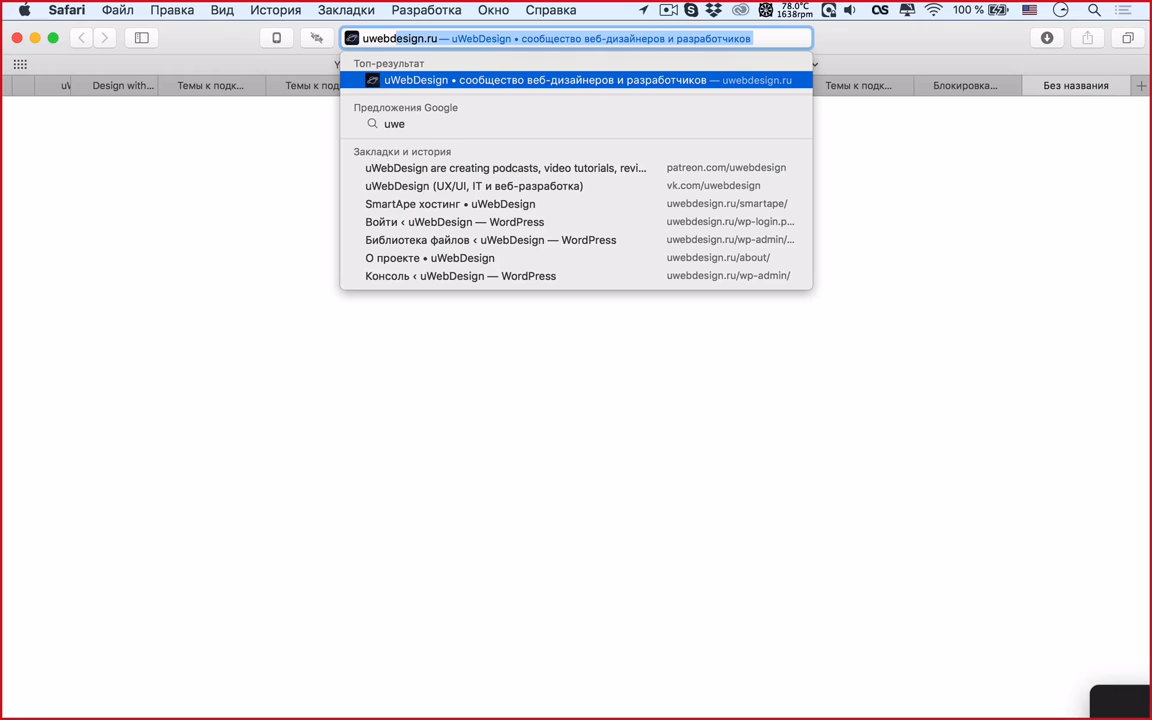 Safari Файл Правка Вид История Закладки Разработка Окно Справка 78.0°C 1638rpm 100 %
uwebdesign.ru — uWebDesign • сообщество веб-дизайнеров и разработчиков
Топ-результат
uWebDesign • сообщество веб-дизайнеров и разработчиков — uwebdesign.ru
Design with... Темы к подк... Темы к под Темы к подк... Блокировка... Без названия
Предложения Google
uwe
Закладки и история
uWebDesign are creating podcasts, video tutorials, revi... patreon.com/uwebdesign
uWebDesign (UX/UI, IT и веб-разработка) vk.com/uwebdesign
SmartApe хостинг • uWebDesign uwebdesign.ru/smartape/
Войти ‹ uWebDesign — WordPress uwebdesign.ru/wp-login.p...
Библиотека файлов ‹ uWebDesign — WordPress uwebdesign.ru/wp-admin/...
О проекте • uWebDesign uwebdesign.ru/about/
Консоль ‹ uWebDesign — WordPress uwebdesign.ru/wp-admin/